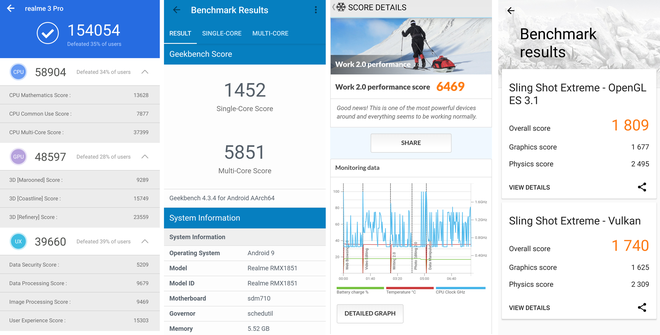 realme 3 Pro
154054
Defeated 35% of users
CPU
58904
Defeated 34% of users
CPU Mathematics Score :
13628
CPU Common Use Score :
7877
CPU Multi-Core Score :
37399
GPU
48597
Defeated 28% of users
3D [Marooned] Score :
9289
3D [Coastline] Score :
15749
3D [Refinery] Score :
23559
UX
39660
Defeated 39% of users
Data Security Score :
5209
Data Processing Score :
9679
Image Processing Score :
9469
User Experience Score :
15303
Benchmark Results
RESULT
SINGLE-CORE
MULTI-CORE
Geekbench Score
1452
Single-Core Score
5851
Multi-Core Score
Geekbench 4.3.4 for Android AArch64
System Information
System Information
Operating System
Android 9
Model
Realme RMX1851
Model ID
Realme RMX1851
Motherboard
sdm710
Governor
schedutil
Memory
5.52 GB
SCORE DETAILS
Work 2.0 performance
Work 2.0 performance score
6469
Good news! This is one of the most powerful devices
around and everything seems to be working normally.
SHARE
Monitoring data
Battery charge %
Temperature °C
CPU Clock GHz
DETAILED GRAPH
Benchmark
results
Sling Shot Extreme - OpenGL
ES 3.1
Overall score
1 809
Graphics score
1 677
Physics score
2 495
VIEW DETAILS
Sling Shot Extreme - Vulkan
Overall score
1 740
Graphics score
1 625
Physics score
2 309
VIEW DETAILS